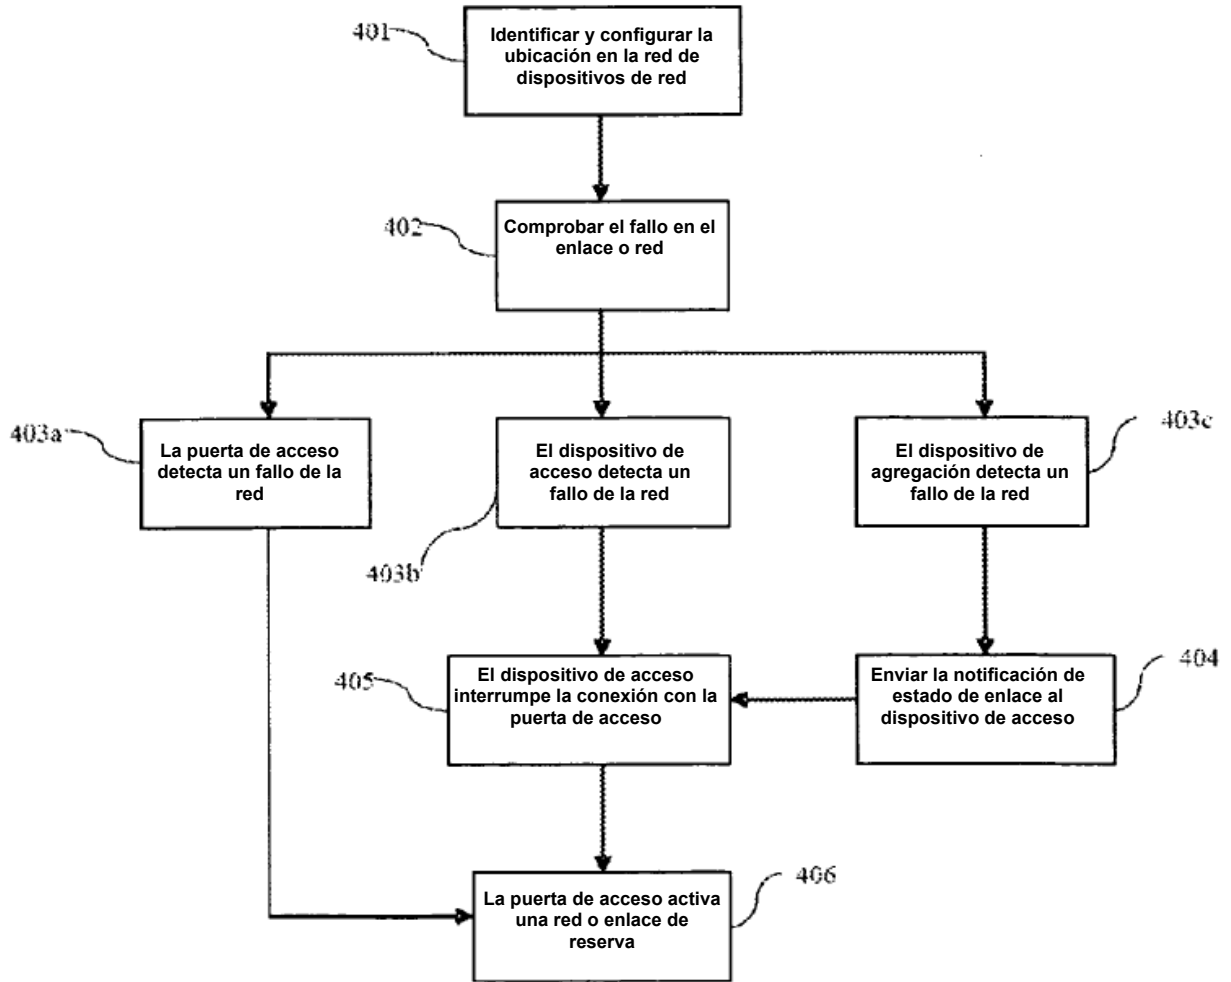 401
Identificar y configurar la
ubicación en la red de
dispositivos de red
402
Comprobar el fallo en el
enlace o red
403a
La puerta de acceso
detecta un fallo de la
red
El dispositivo de
acceso detecta un
fallo de la red
403b
El dispositivo de
agregación detecta un
fallo de la red
403c
405
El dispositivo de acceso
interrumpe la conexión con la
puerta de acceso
Enviar la notificación de
estado de enlace al
dispositivo de acceso
404
La puerta de acceso activa
una red o enlace de
reserva
406